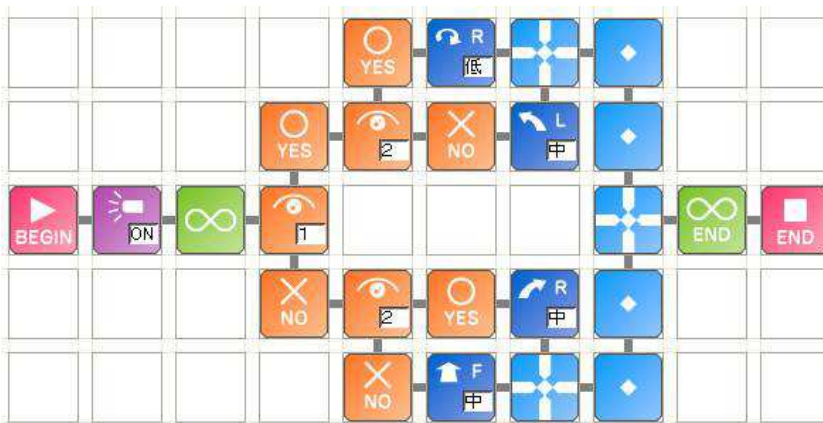 YES R 低
YES 2 NO L 中
BEGIN ON 1 END END
NO 2 YES R 中
NO F 中